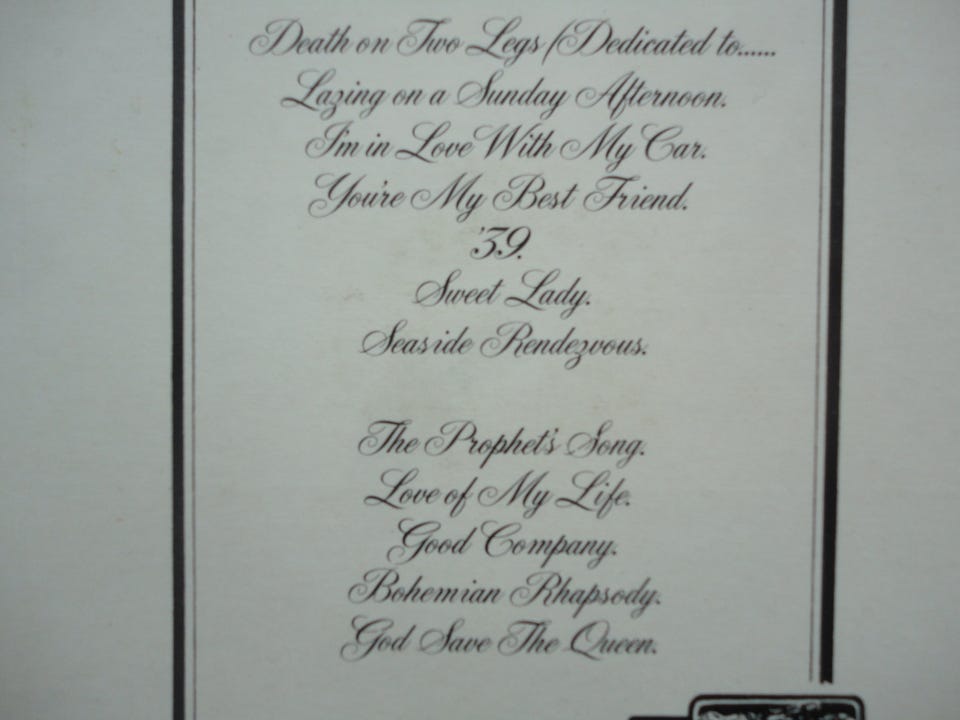 Death on Two Legs (Dedicated to......
Lazing on a Sunday Afternoon.
I'm in Love With My Car.
You're My Best Friend.
'39.
Sweet Lady.
Seaside Rendezvous.
The Prophet's Song.
Love of My Life.
Good Company.
Bohemian Rhapsody.
God Save The Queen.